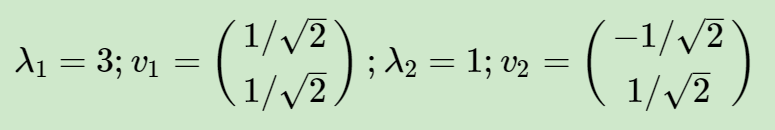 λ₁ = 3; v₁ = (1/√2 1/√2); λ₂ = 1; v₂ = (−1/√2 1/√2)